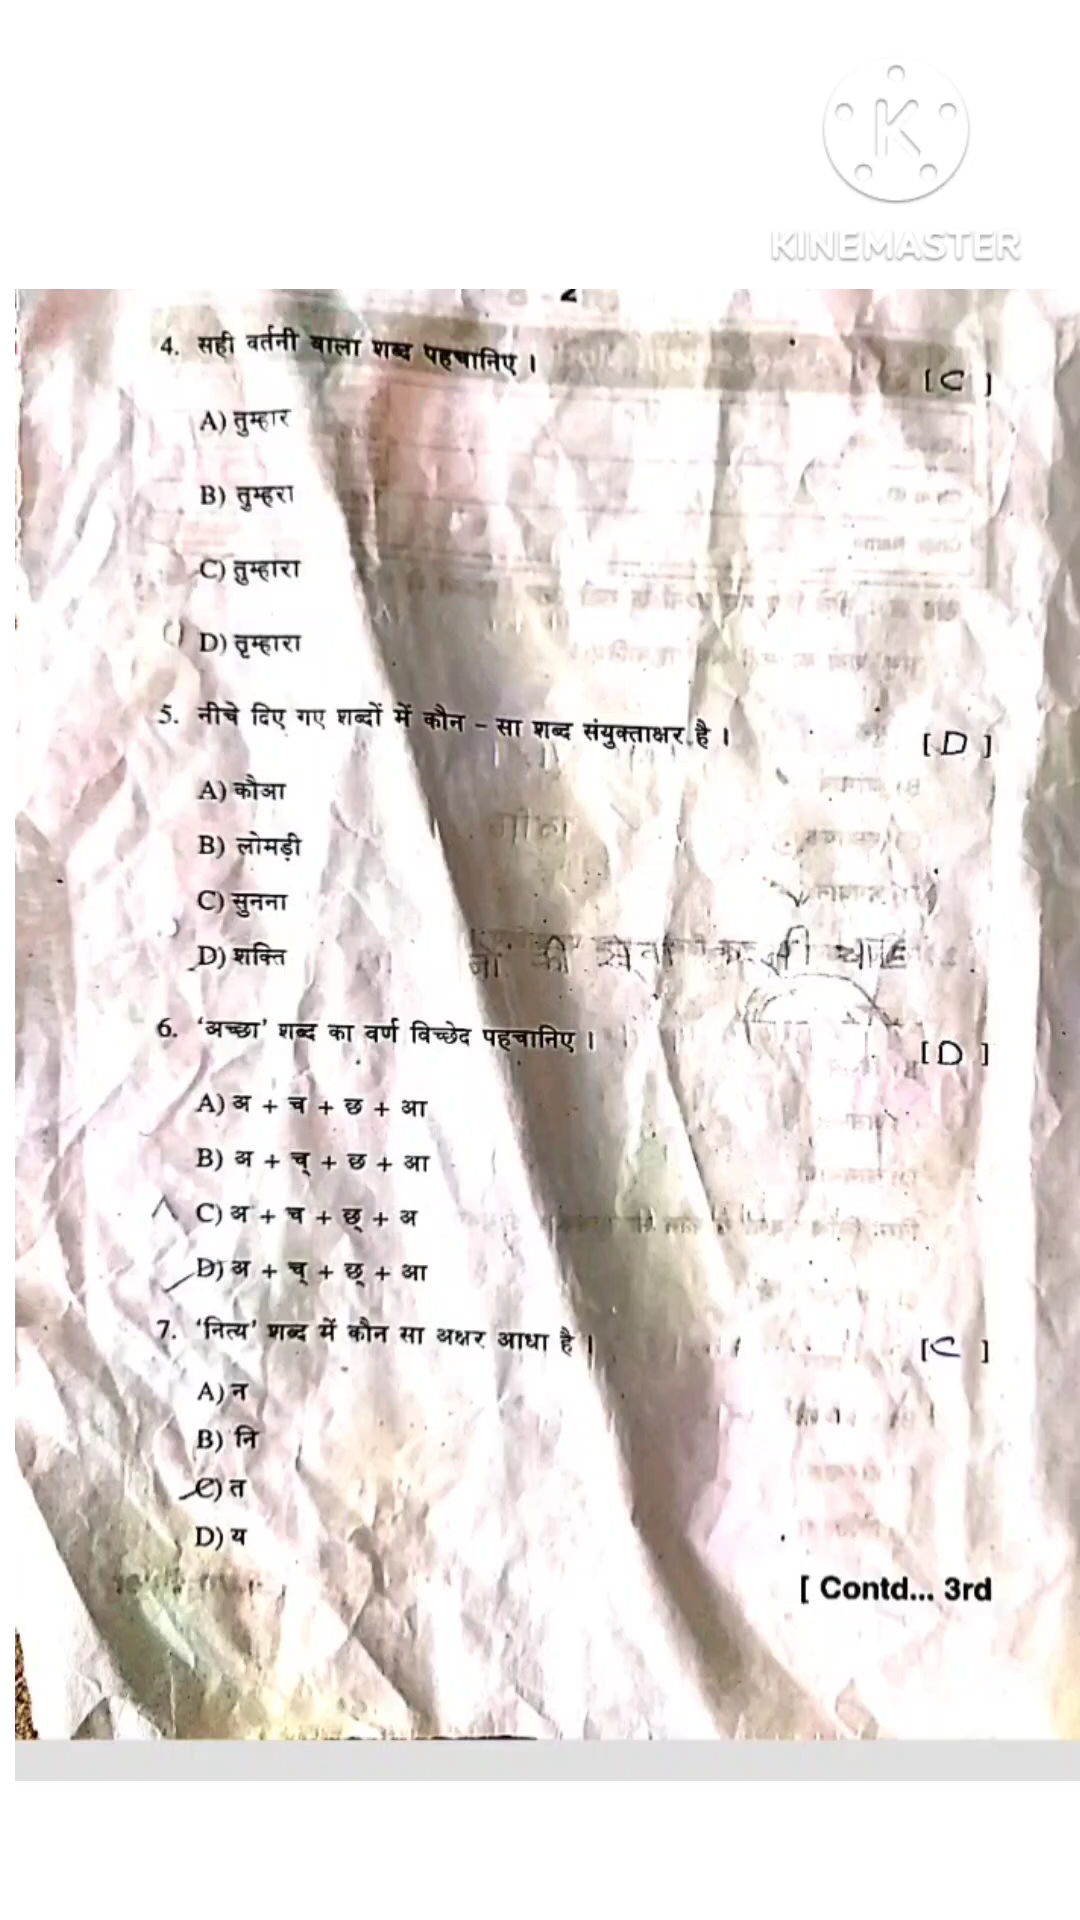 KINEMASTER
2
4. सही वर्तनी वाला शब्द पहचानिए ।
[ C ]
A) तुम्हार
B) तुम्हरा
C) तुम्हारा
D) तृम्हारा
5. नीचे दिए गए शब्दों में कौन - सा शब्द संयुक्ताक्षर है ।
[ D ]
A) कौआ
B) लोमड़ी
C) सुनना
D) शक्ति
की
6. 'अच्छा' शब्द का वर्ण विच्छेद पहचानिए ।
[ D ]
A) अ + च + छ + आ
B) अ + च् + छ + आ
C) अ + च + छ् + अ
D) अ + च् + छ् + आ
7. 'नित्य' शब्द में कौन सा अक्षर आधा है ।
[ C ]
A) न
B) नि
C) त
D) य
[ Contd... 3rd